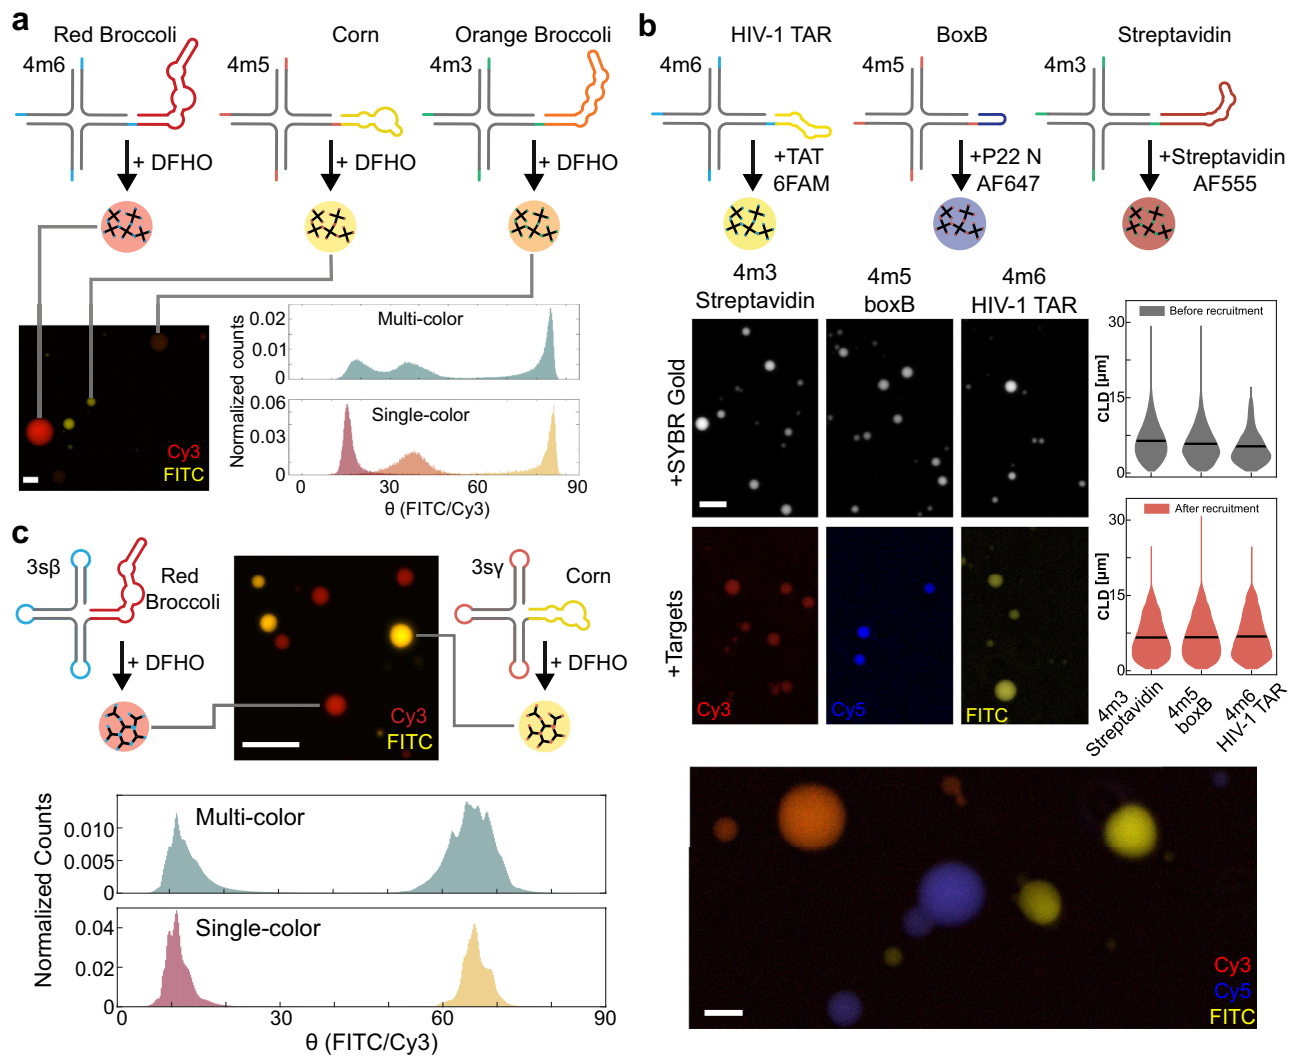 a
Red Broccoli
Corn
Orange Broccoli
4m6
4m5
4m3
+ DFHO
+ DFHO
+ DFHO
Cy3
FITC
Normalized counts
0.02
0.01
0
Multi-color
0.06
0.03
0
Single-color
0
30
60
90
θ (FITC/Cy3)
b
HIV-1 TAR
BoxB
Streptavidin
4m6
4m5
4m3
+TAT
6FAM
+P22 N
AF647
+Streptavidin
AF555
4m3
Streptavidin
4m5
boxB
4m6
HIV-1 TAR
+SYBR Gold
+Targets
Cy3
Cy5
FITC
CLD [µm]
30
15
0
Before recruitment
CLD [µm]
30
15
0
After recruitment
4m3
Streptavidin
4m5
boxB
4m6
HIV-1 TAR
Cy3
Cy5
FITC
c
3sβ
Red
Broccoli
+ DFHO
Cy3
FITC
3sγ
Corn
+ DFHO
Normalized Counts
0.010
0.005
0
Multi-color
0.04
0.02
0
Single-color
0
30
60
90
θ (FITC/Cy3)